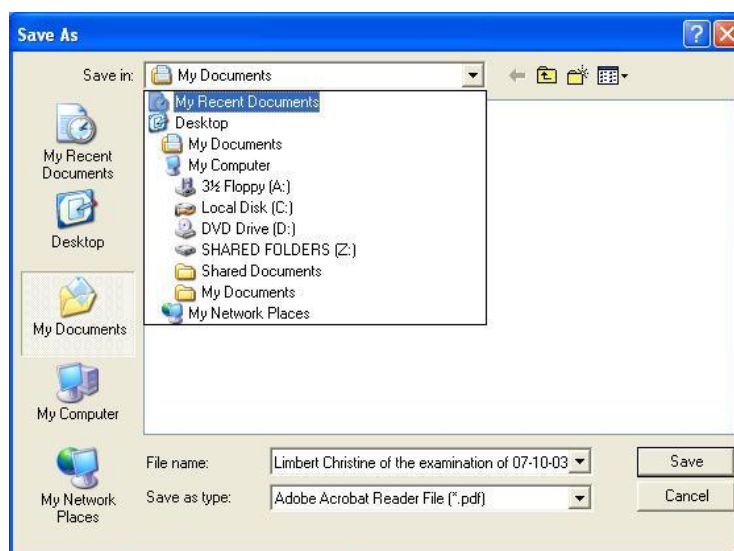 Save As
Save in:
My Documents
My Recent Documents
Desktop
My Documents
My Computer
3½ Floppy (A:)
Local Disk (C:)
DVD Drive (D:)
SHARED FOLDERS (Z:)
Shared Documents
My Documents
My Network Places
My Recent
Documents
Desktop
My Documents
My Computer
My Network
Places
File name:
Limbert Christine of the examination of 07-10-03
Save
Save as type:
Adobe Acrobat Reader File (*.pdf)
Cancel